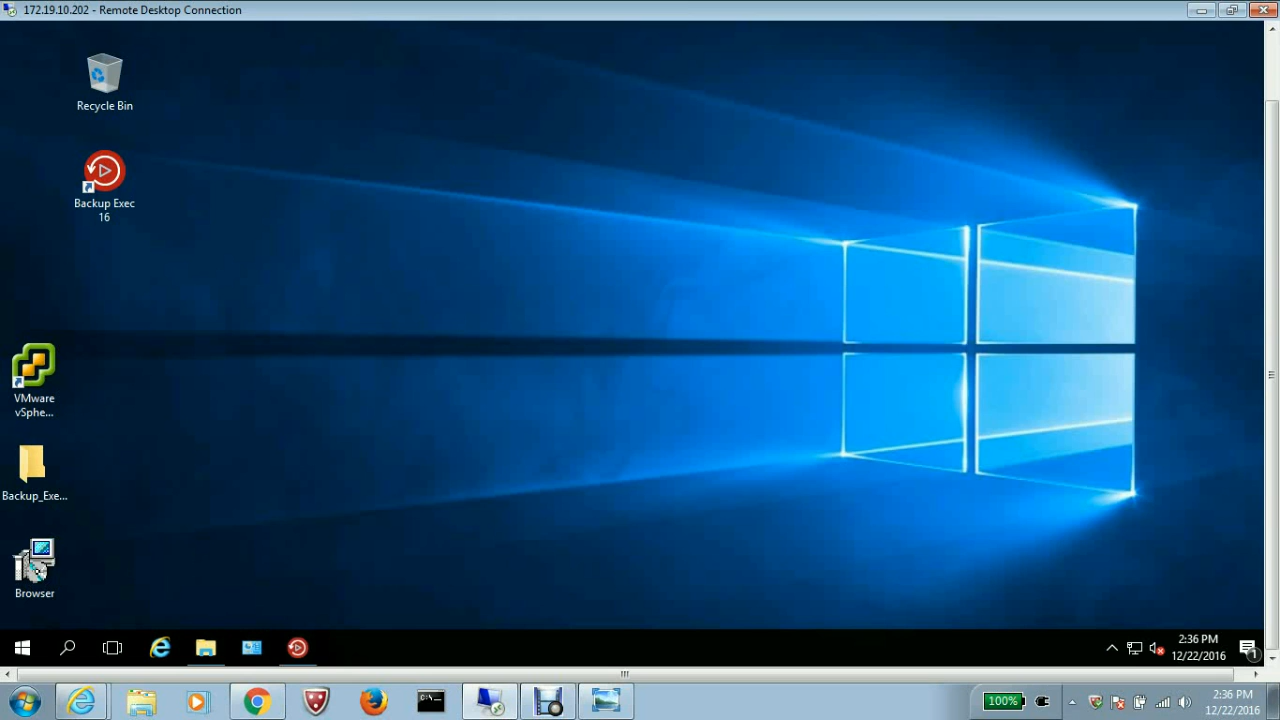 172.19.10.202 - Remote Desktop Connection
Recycle Bin
Backup Exec
16
VMware
vSphe...
Backup_Exe...
Browser
2:36 PM
12/22/2016
1
100%
2:36 PM
12/22/2016